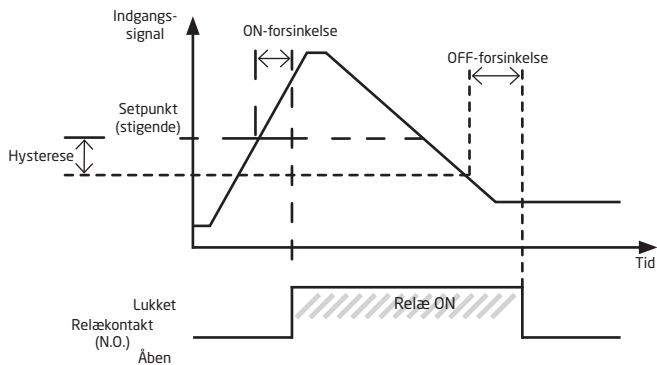 Indgangs-
signal
ON-forsinkelse
OFF-forsinkelse
Setpunkt
(stigende)
Hysterese
Tid
Lukket
Relæ ON
Relækontakt
(N.O.)
Åben